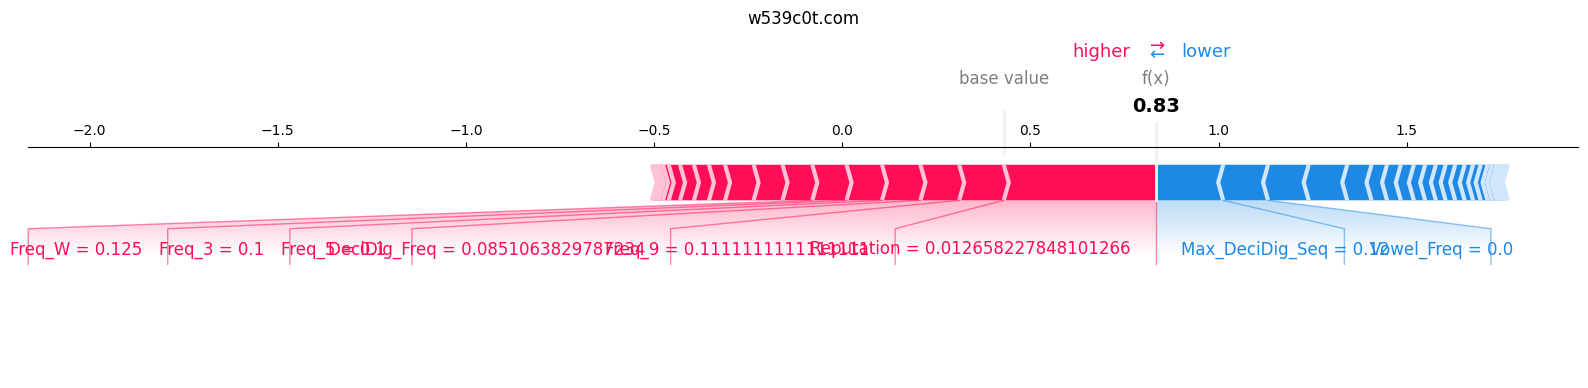 w539c0t.com
higher → ← lower
base value f(x)
0.83
−2.0 −1.5 −1.0 −0.5 0.0 0.5 1.0 1.5
Freq_W = 0.125 Freq_3 = 0.1 Freq_5 = 0.1 DeciDig_Freq = 0.0851063829787234 Freq_9 = 0.1111111111111111 Reputation = 0.012658227848101266 Max_DeciDig_Seq = 0.12 Vowel_Freq = 0.0